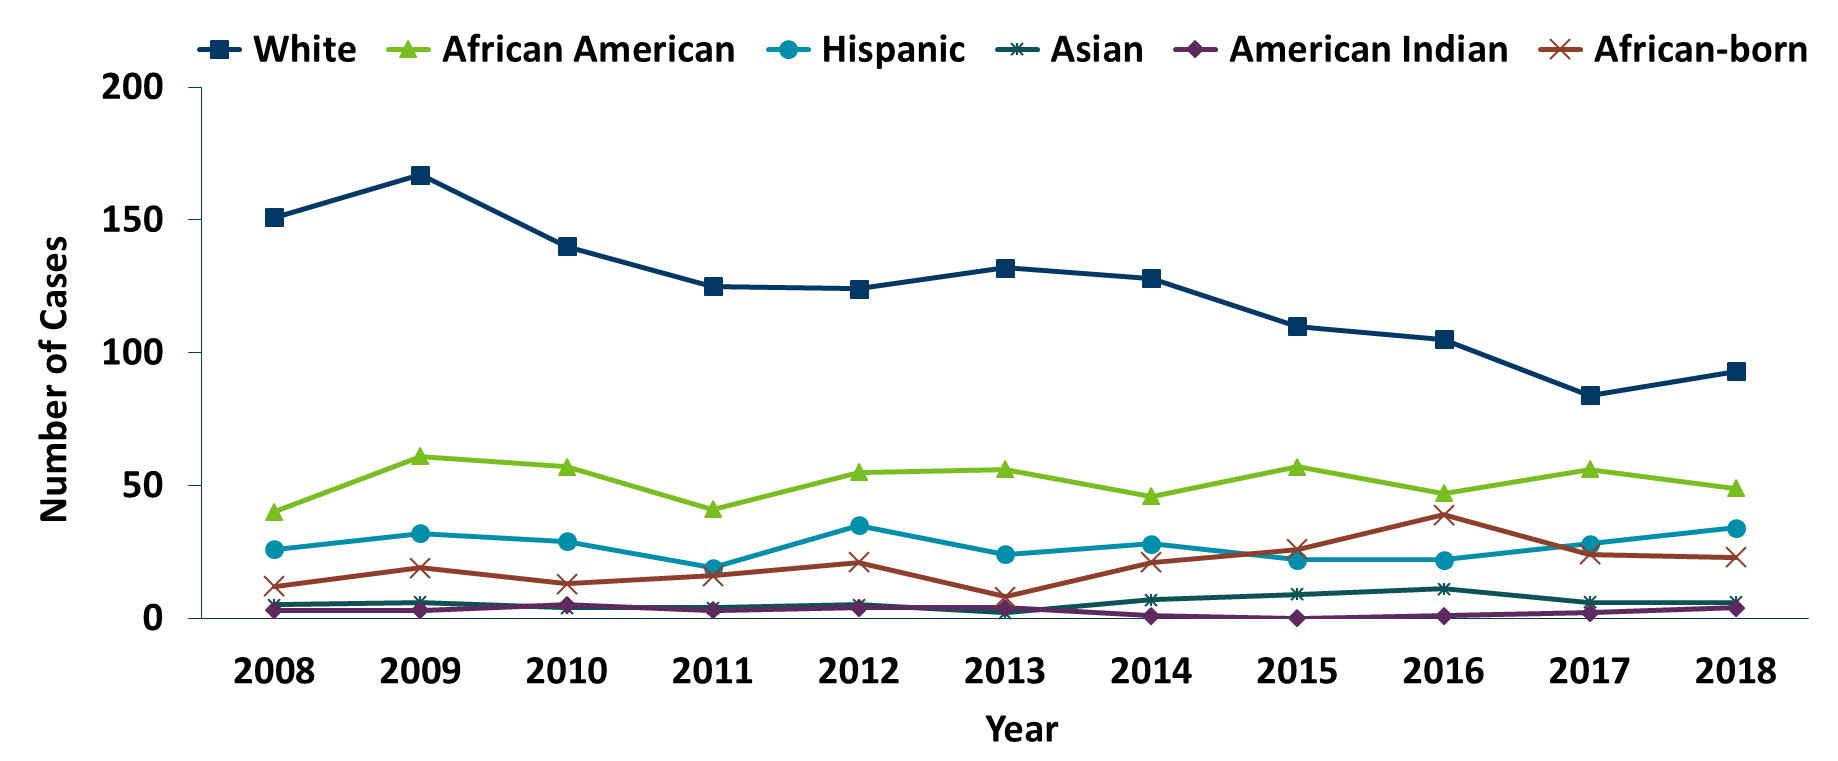 White African American Hispanic Asian American Indian African-born
200
150
100
50
0
Number of Cases
2008 2009 2010 2011 2012 2013 2014 2015 2016 2017 2018
Year